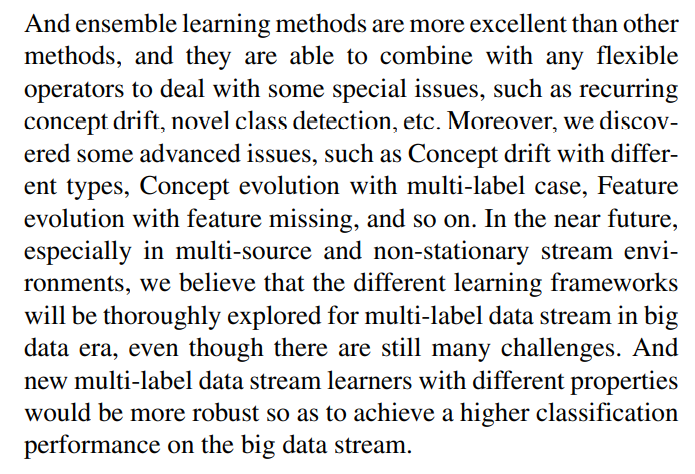 And ensemble learning methods are more excellent than other
methods, and they are able to combine with any flexible
operators to deal with some special issues, such as recurring
concept drift, novel class detection, etc. Moreover, we discov-
ered some advanced issues, such as Concept drift with differ-
ent types, Concept evolution with multi-label case, Feature
evolution with feature missing, and so on. In the near future,
especially in multi-source and non-stationary stream envi-
ronments, we believe that the different learning frameworks
will be thoroughly explored for multi-label data stream in big
data era, even though there are still many challenges. And
new multi-label data stream learners with different properties
would be more robust so as to achieve a higher classification
performance on the big data stream.